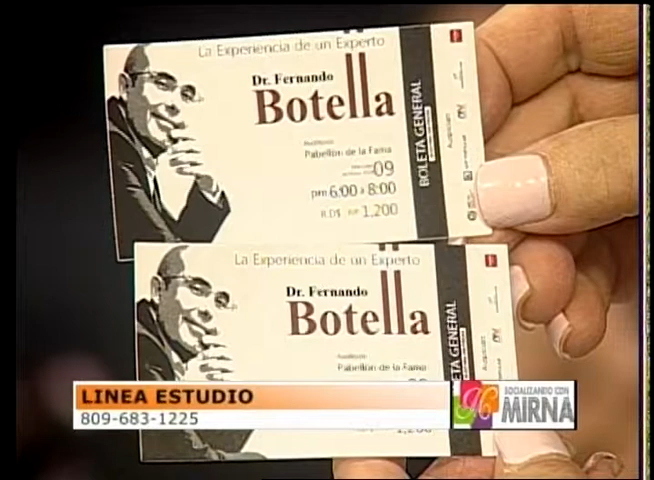 La Experiencia de un Experto
Dr. Fernando
Botella
Pabellón de la Fama
09
pm 6:00 a 8:00
RD$ 1,200
BOLETA GENERAL
La Experiencia de un Experto
Dr. Fernando
Botella
Pabellón de la Fama
ETA GENERAL
LINEA ESTUDIO
809-683-1225
SOCIALIZANDO CON
MIRNA